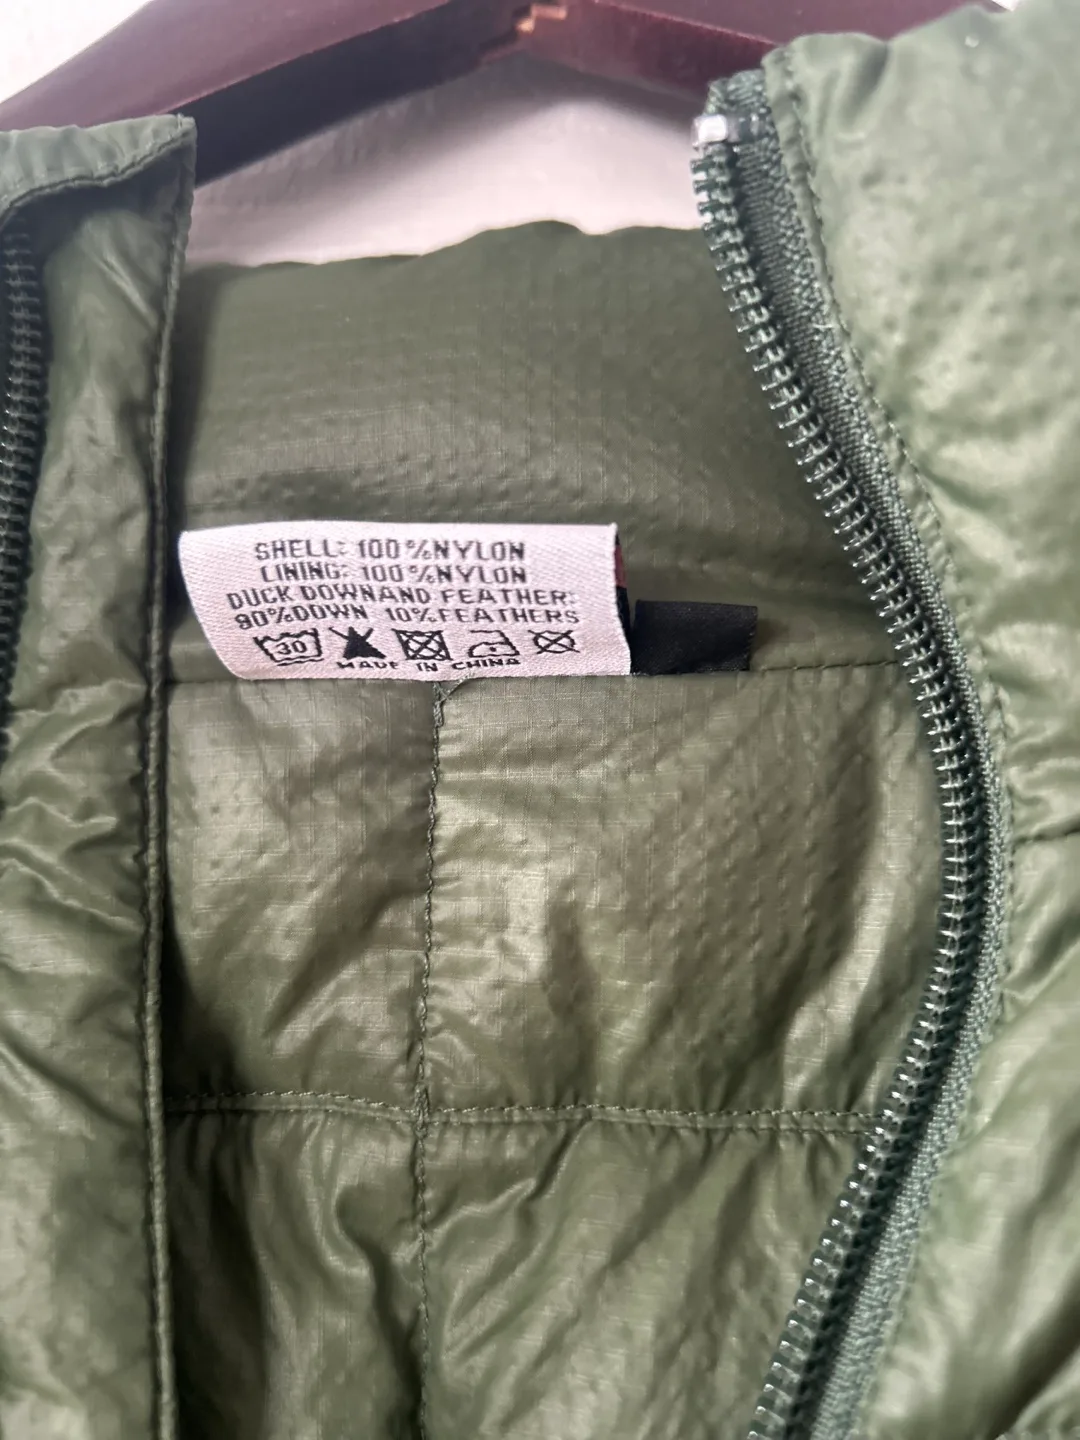 SHELL: 100%NYLON
LINING: 100%NYLON
DUCK DOWNAND FEATHER:
90%DOWN 10%FEATHERS
30
MADE IN CHINA